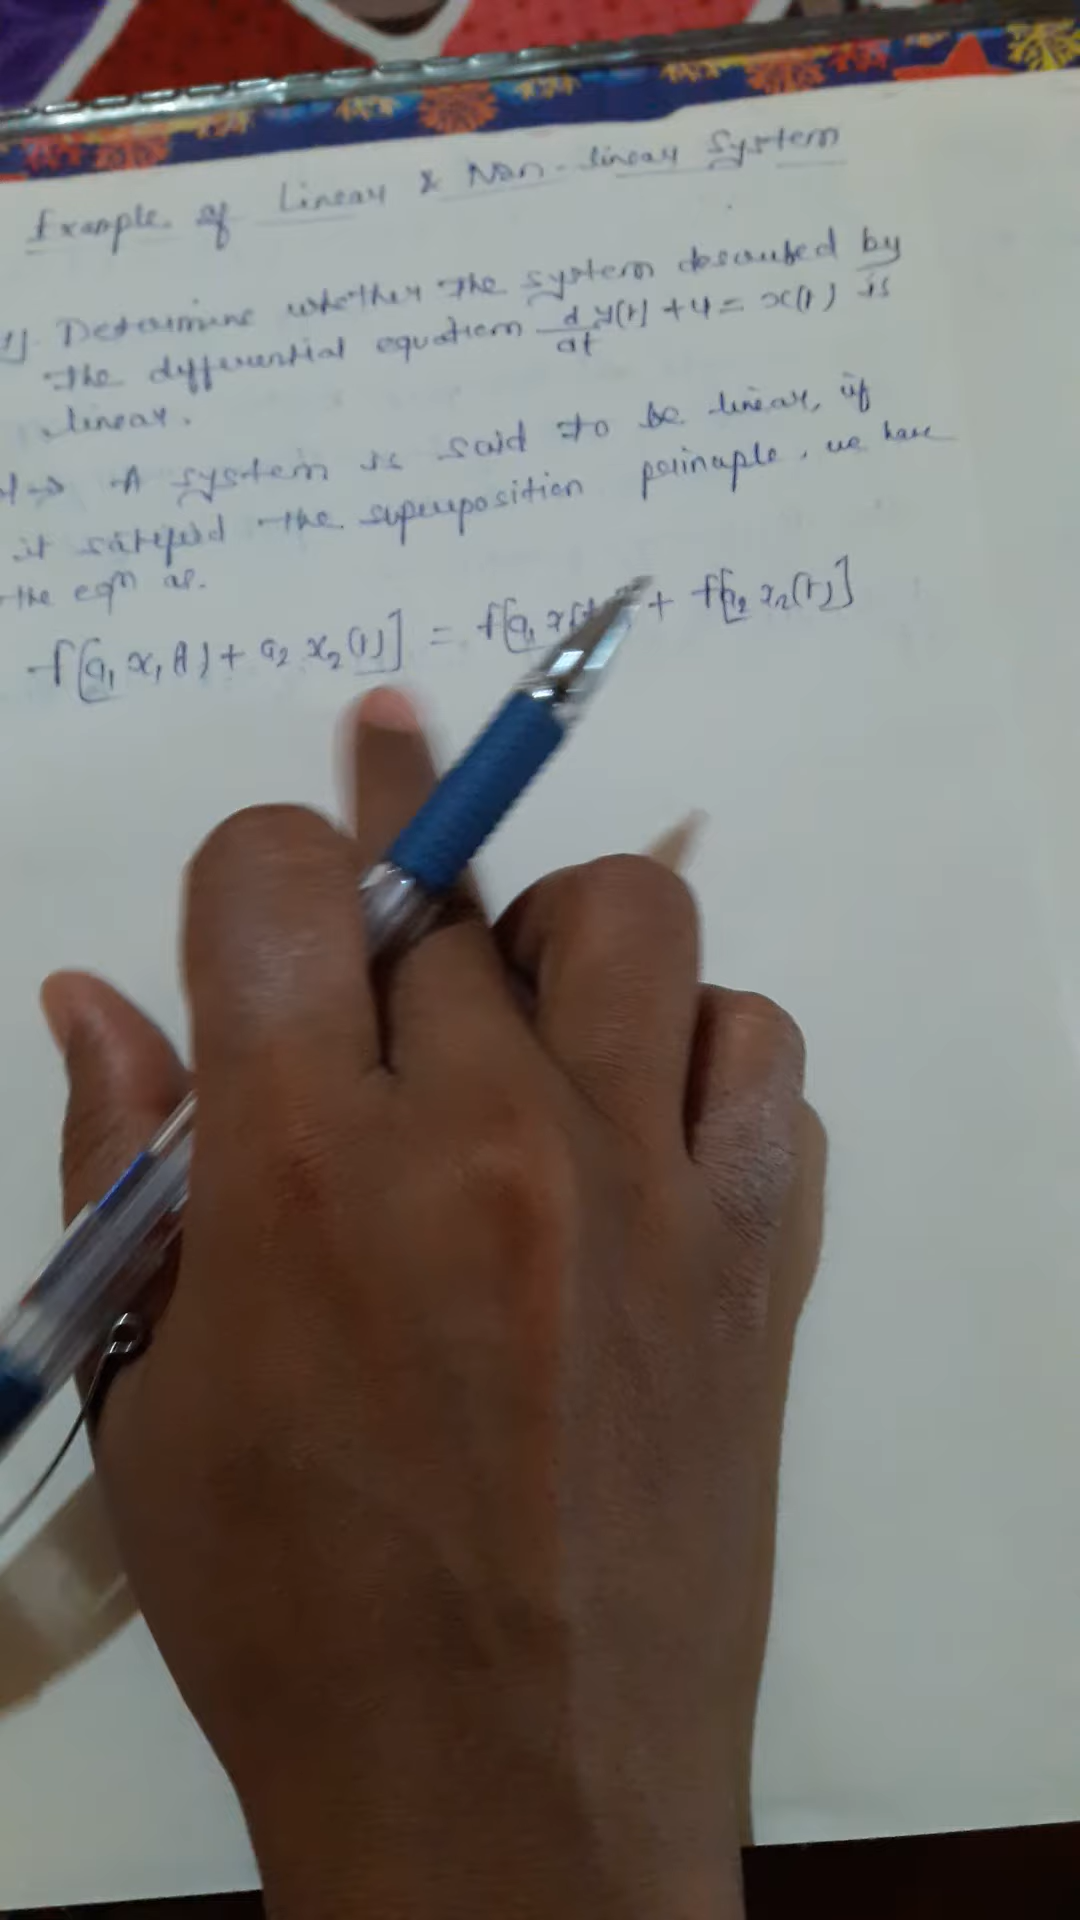 Example of Linear & Non-linear System
1]. Determine whether the system described by
the differential equation d/dt y(t) + 4 = x(t) is
linear.
→ A system is said to be linear, if
it satisfied the superposition perinciple, we have
the eqn as.
f[a₁ x₁(t) + a₂ x₂(t)] = f[a₁ x₁ + f[a₂ x₂(t)]